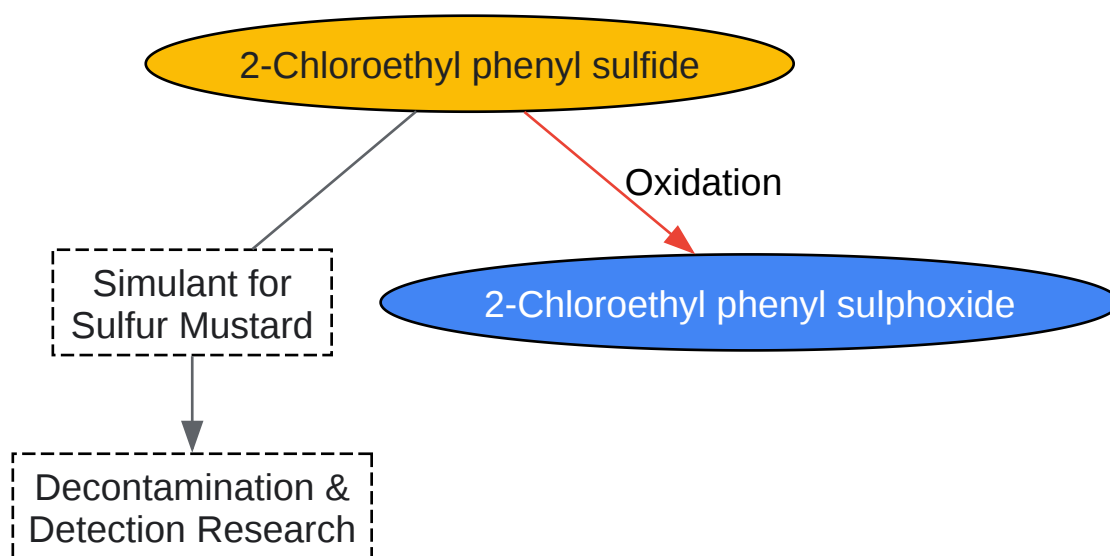 2-Chloroethyl phenyl sulfide
Oxidation
Simulant for
Sulfur Mustard
2-Chloroethyl phenyl sulphoxide
Decontamination &
Detection Research